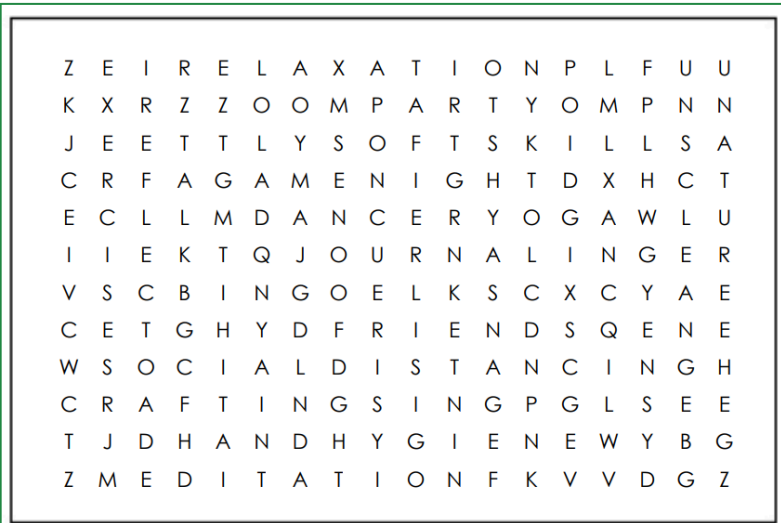 Z E I R E L A X A T I O N P L F U U
K X R Z Z O O M P A R T Y O M P N N
J E E T T L Y S O F T S K I L L S A
C R F A G A M E N I G H T D X H C T
E C L L M D A N C E R Y O G A W L U
I I E K T Q J O U R N A L I N G E R
V S C B I N G O E L K S C X C Y A E
C E T G H Y D F R I E N D S Q E N E
W S O C I A L D I S T A N C I N G H
C R A F T I N G S I N G P G L S E E
T J D H A N D H Y G I E N E W Y B G
Z M E D I T A T I O N F K V V D G Z